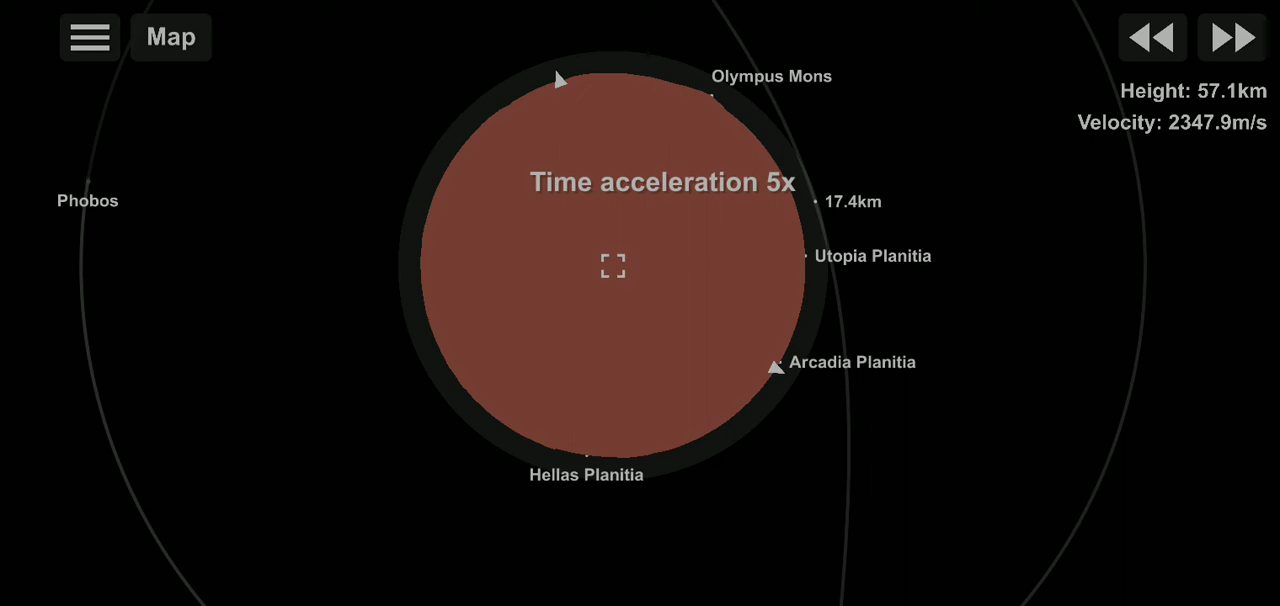 Map
Olympus Mons
Height: 57.1km
Velocity: 2347.9m/s
Time acceleration 5x
Phobos
17.4km
Utopia Planitia
Arcadia Planitia
Hellas Planitia